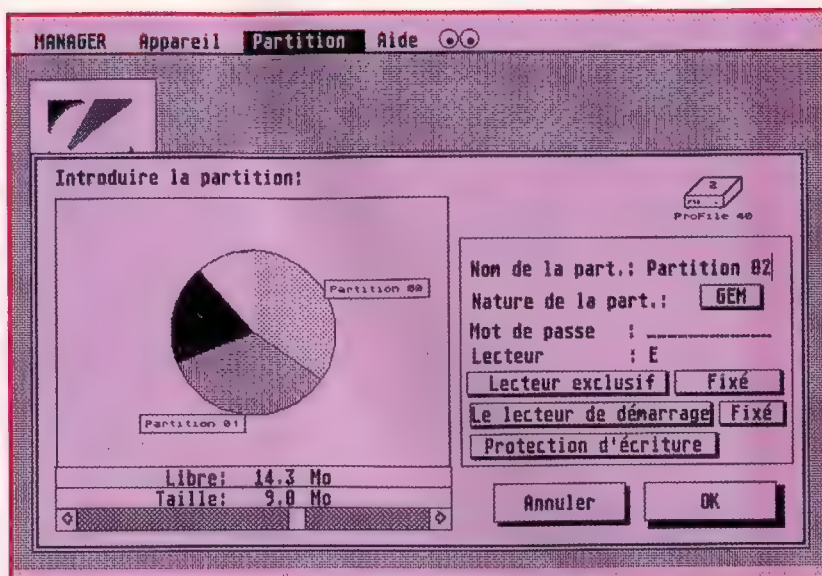 MANAGER Appareil Partition Aide
Introduire la partition:
2
ProFile 40
Partition 00
Partition 01
Nom de la part.: Partition 02
Nature de la part.: GEM
Mot de passe :
Lecteur : E
Lecteur exclusif Fixé
Le lecteur de démarrage Fixé
Protection d'écriture
Libre: 14.3 Mo
Taille: 9.0 Mo
Annuler OK